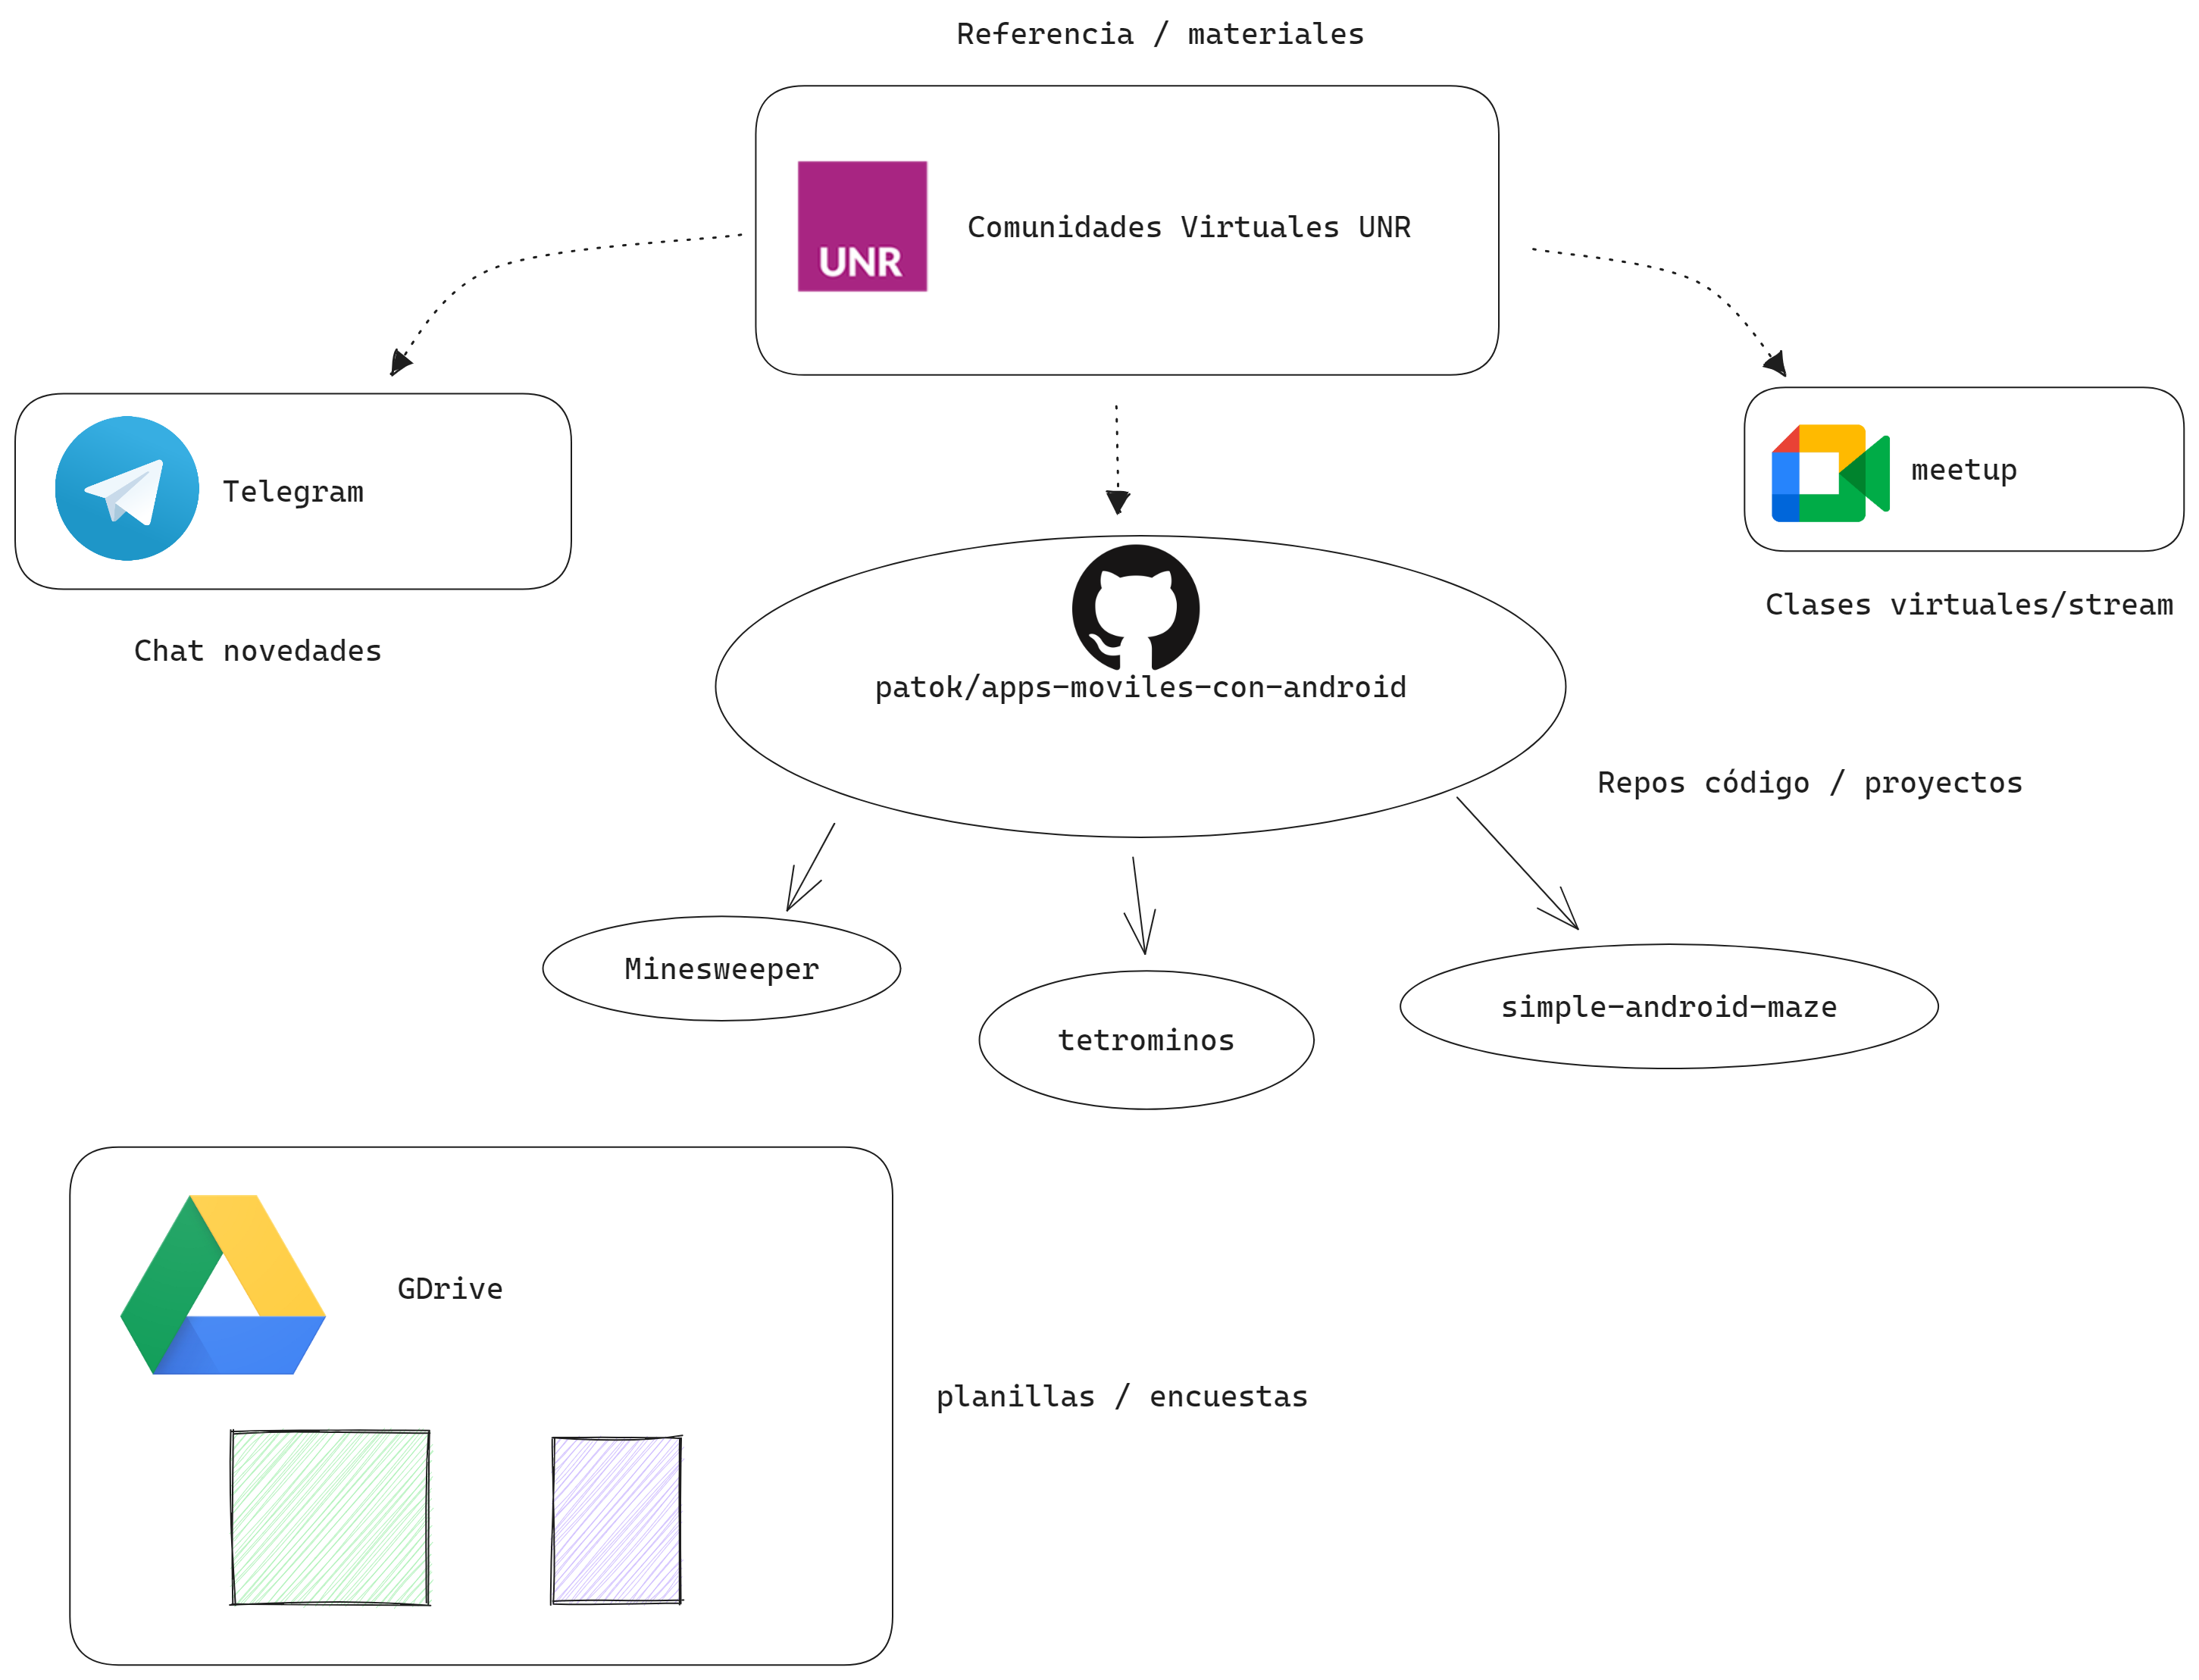 Referencia / materiales
UNR
Comunidades Virtuales UNR
Telegram
meetup
Chat novedades
Clases virtuales/stream
patok/apps-moviles-con-android
Repos código / proyectos
Minesweeper
tetrominos
simple-android-maze
GDrive
planillas / encuestas